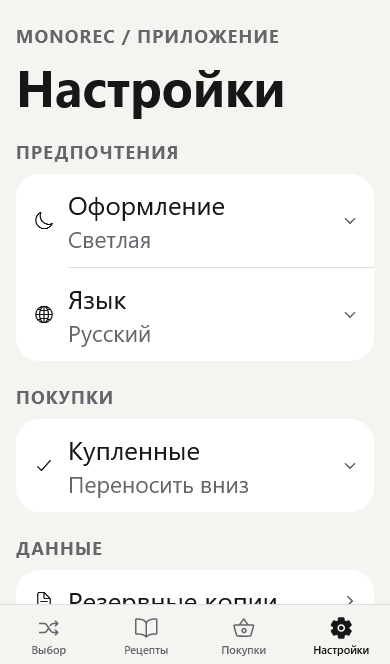 MONOREC / ПРИЛОЖЕНИЕ
Настройки
ПРЕДПОЧТЕНИЯ
Оформление
Светлая
Язык
Русский
ПОКУПКИ
Купленные
Переносить вниз
ДАННЫЕ
Резервные копии
Выбор
Рецепты
Покупки
Настройки